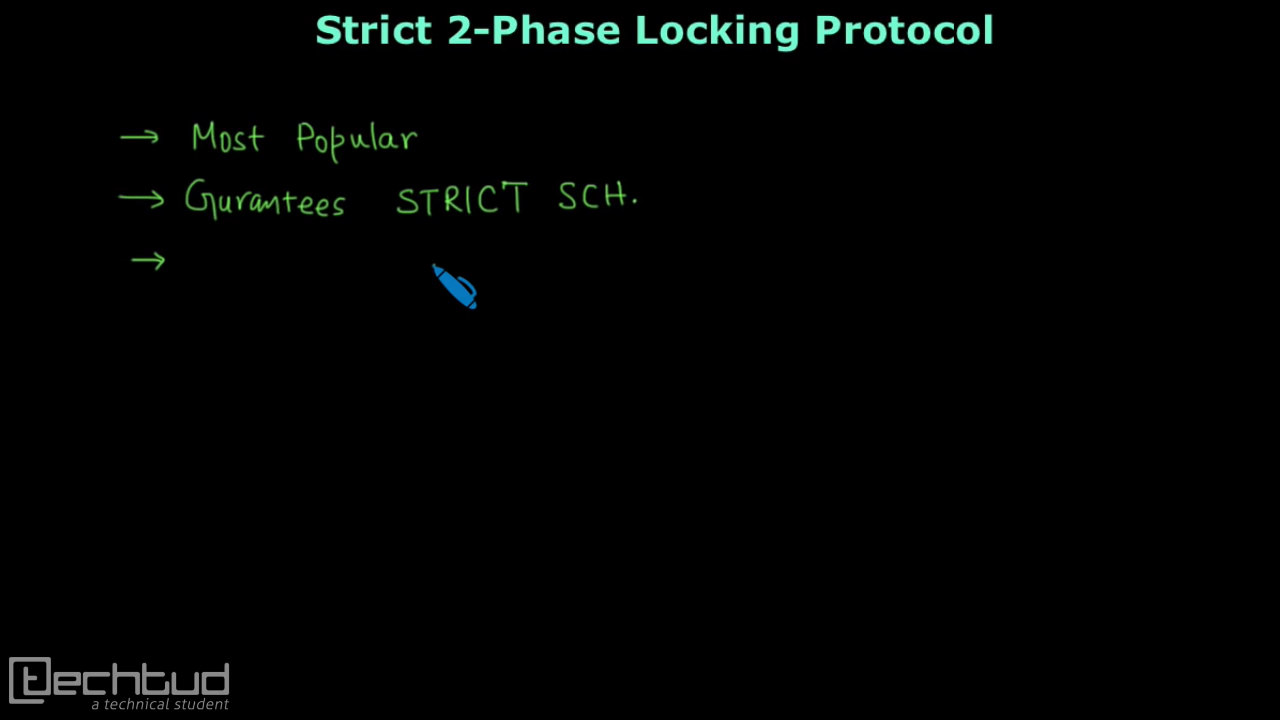 Strict 2-Phase Locking Protocol
→ Most Popular
→ Gurantees STRICT SCH.
→
techtud
a technical student